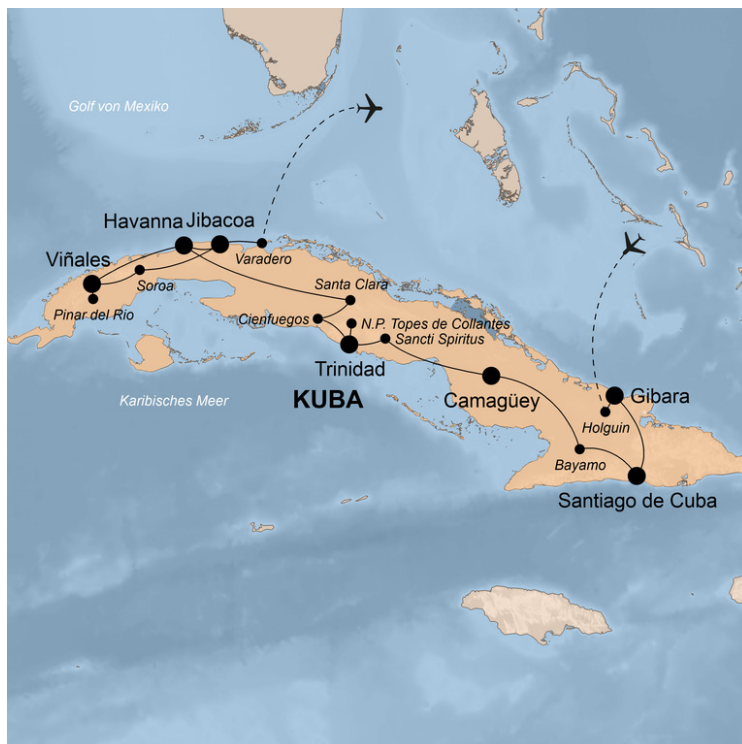 Golf von Mexiko
Havanna
Jibacoa
Viñales
Varadero
Soroa
Pinar del Rio
Santa Clara
Cienfuegos
N.P. Topes de Collantes
Sancti Spiritus
Trinidad
KUBA
Karibisches Meer
Camagüey
Gibara
Holguin
Bayamo
Santiago de Cuba